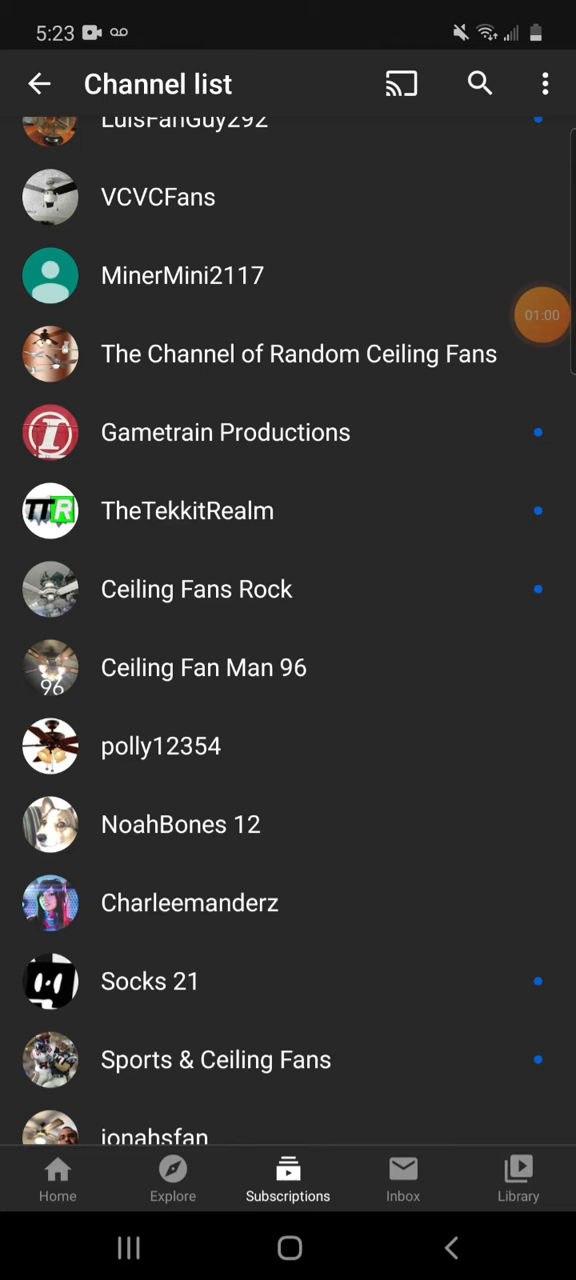 5:23
Channel list
LuisFanGuy292
VCVCFans
MinerMini2117
01:00
The Channel of Random Ceiling Fans
Gametrain Productions
TTR
TheTekkitRealm
Ceiling Fans Rock
96
Ceiling Fan Man 96
polly12354
NoahBones 12
Charleemanderz
Socks 21
Sports & Ceiling Fans
jonahsfan
Home
Explore
Subscriptions
Inbox
Library